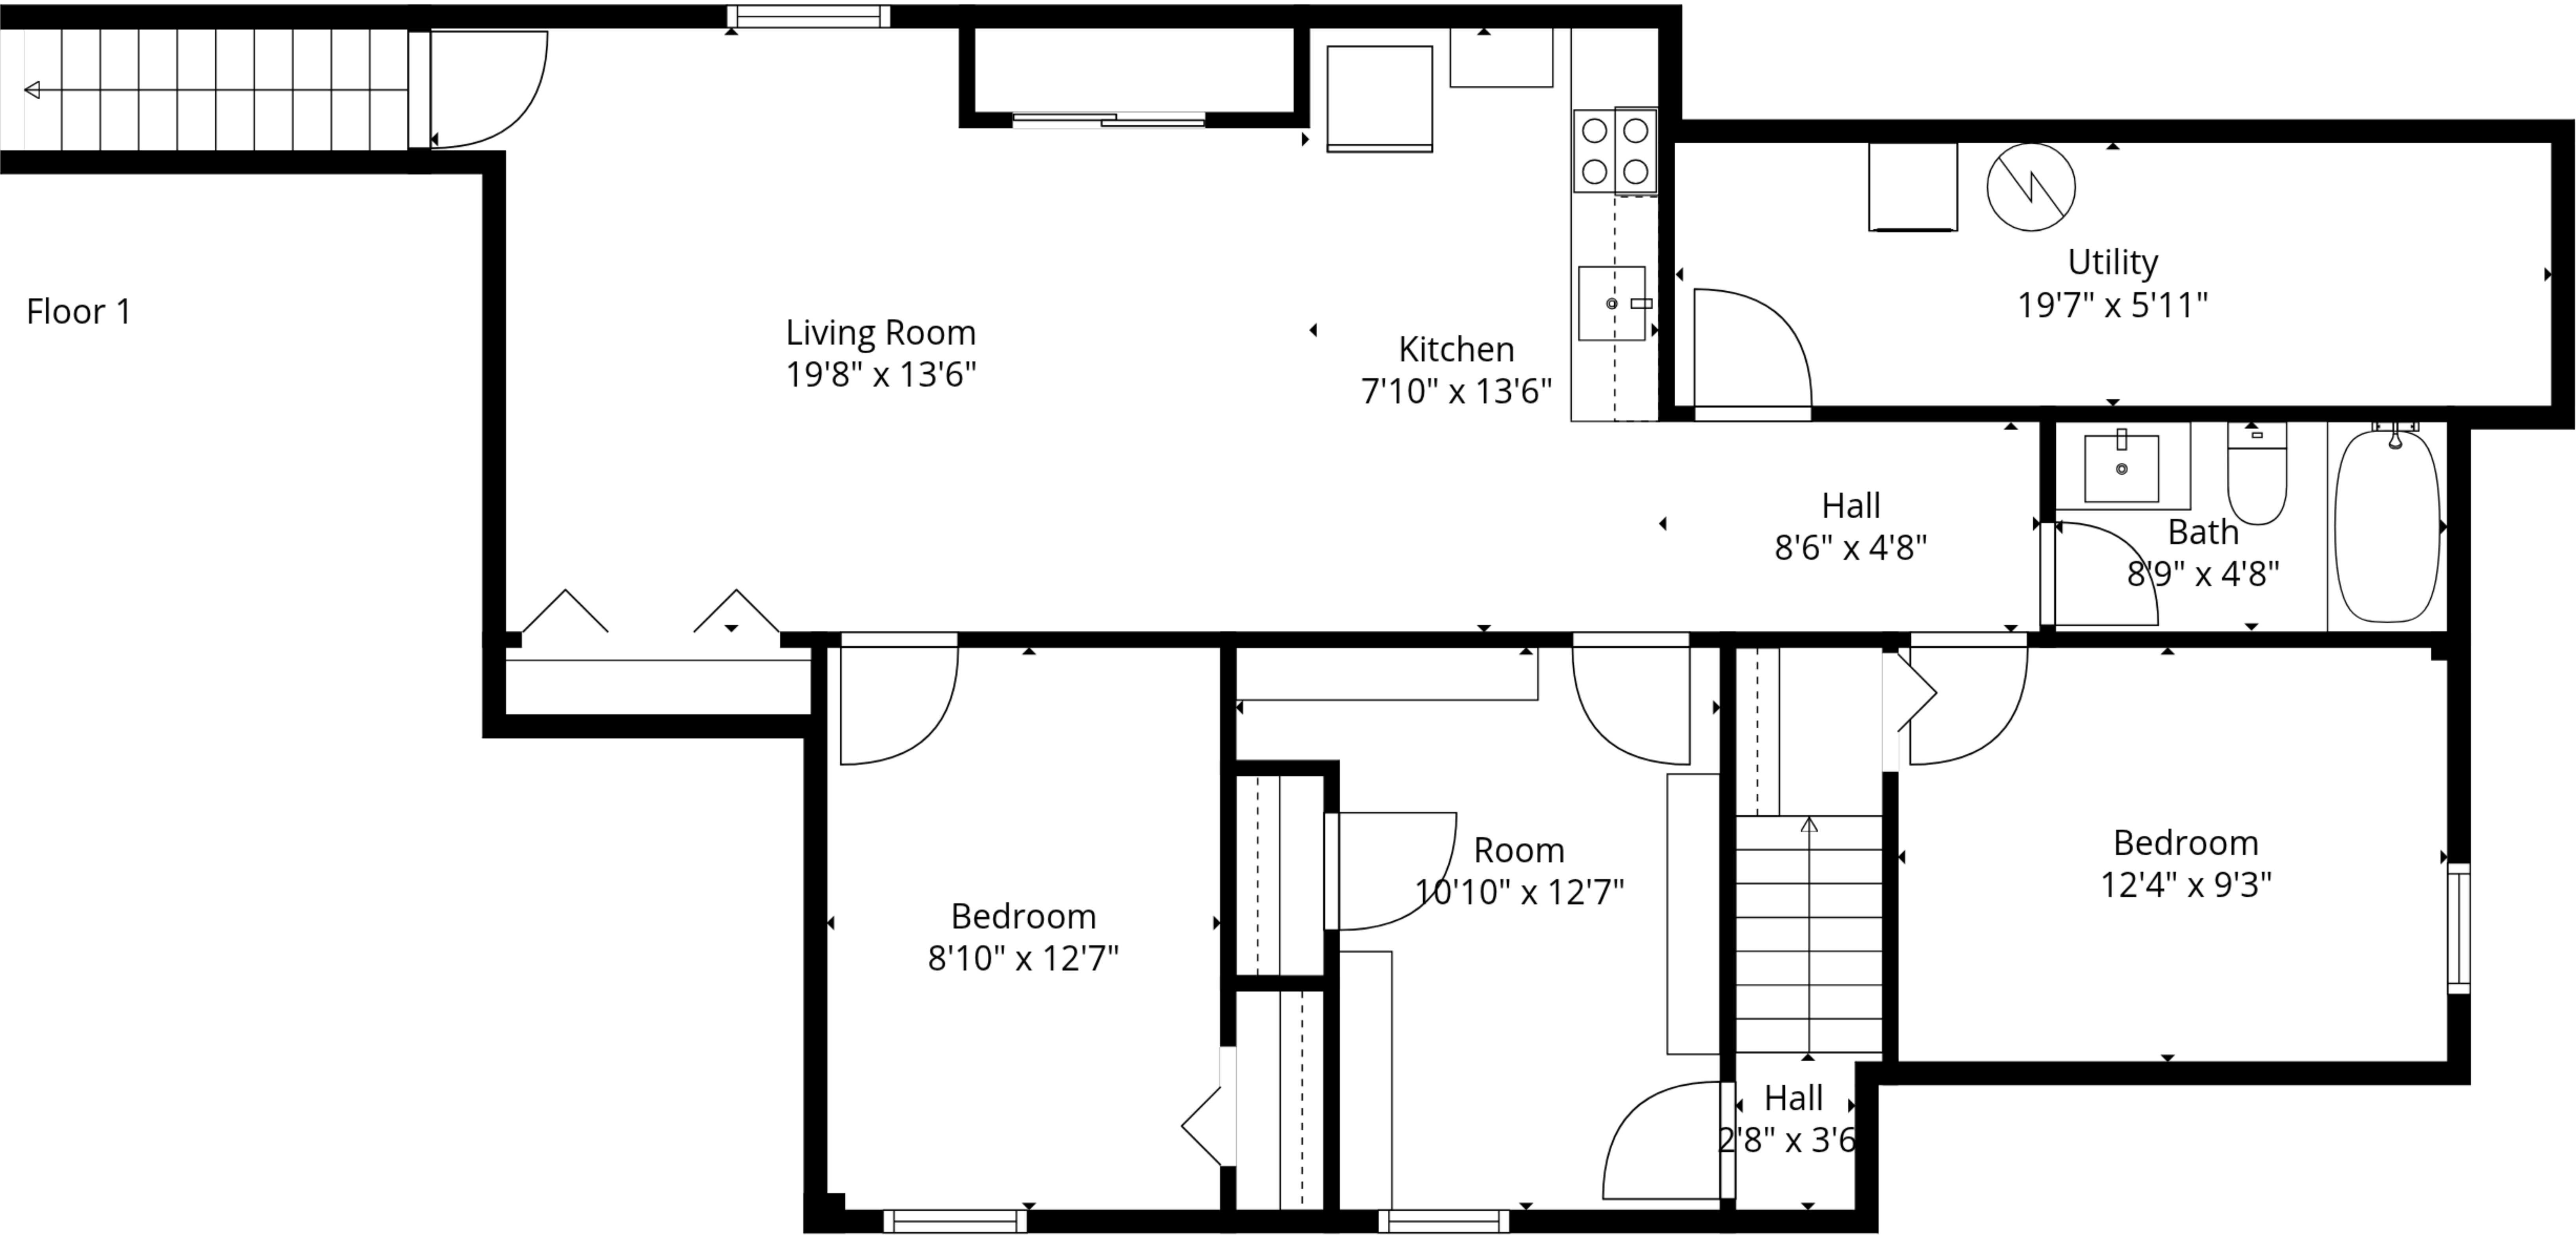 Floor 1
Living Room
19'8" x 13'6"
Kitchen
7'10" x 13'6"
Utility
19'7" x 5'11"
Hall
8'6" x 4'8"
Bath
8'9" x 4'8"
Bedroom
8'10" x 12'7"
Room
10'10" x 12'7"
Bedroom
12'4" x 9'3"
Hall
2'8" x 3'6